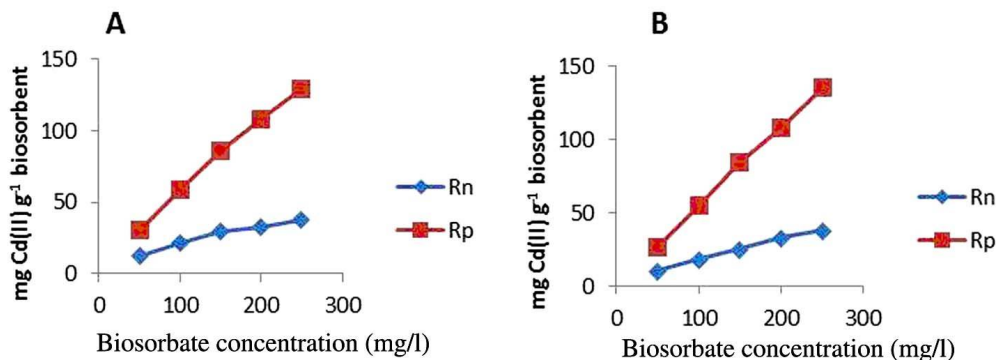 A
150
100
50
0
0 100 200 300
mg Cd(II) g⁻¹ biosorbent
Biosorbate concentration (mg/l)
Rn
Rp
B
150
100
50
0
0 100 200 300
mg Cd(II) g⁻¹ biosorbent
Biosorbate concentration (mg/l)
Rn
Rp